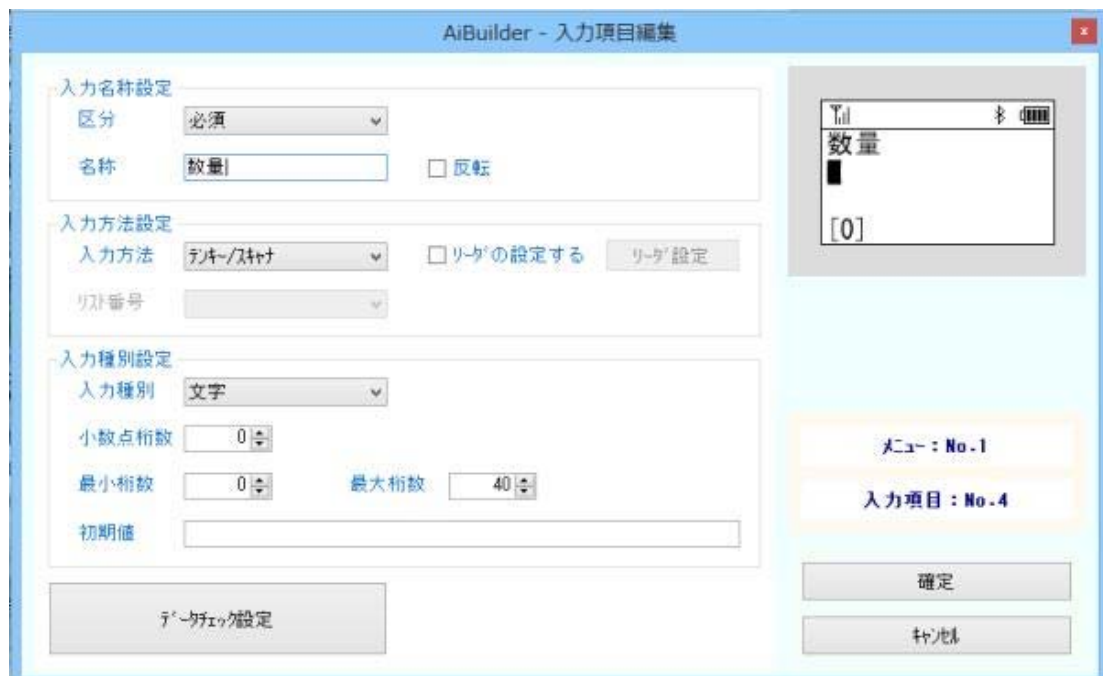 AiBuilder - 入力項目編集
x
入力名称設定
区分 必須
名称 数量 反転
入力方法設定
入力方法 ﾃﾝｷｰ/ｽｷｬﾅ ﾘｰﾀﾞの設定する ﾘｰﾀﾞ設定
ﾘｽﾄ番号
入力種別設定
入力種別 文字
小数点桁数 0
最小桁数 0 最大桁数 40
初期値
ﾃﾞｰﾀﾁｪｯｸ設定
数量
[0]
ﾒﾆｭｰ：No.1
入力項目：No.4
確定
ｷｬﾝｾﾙ